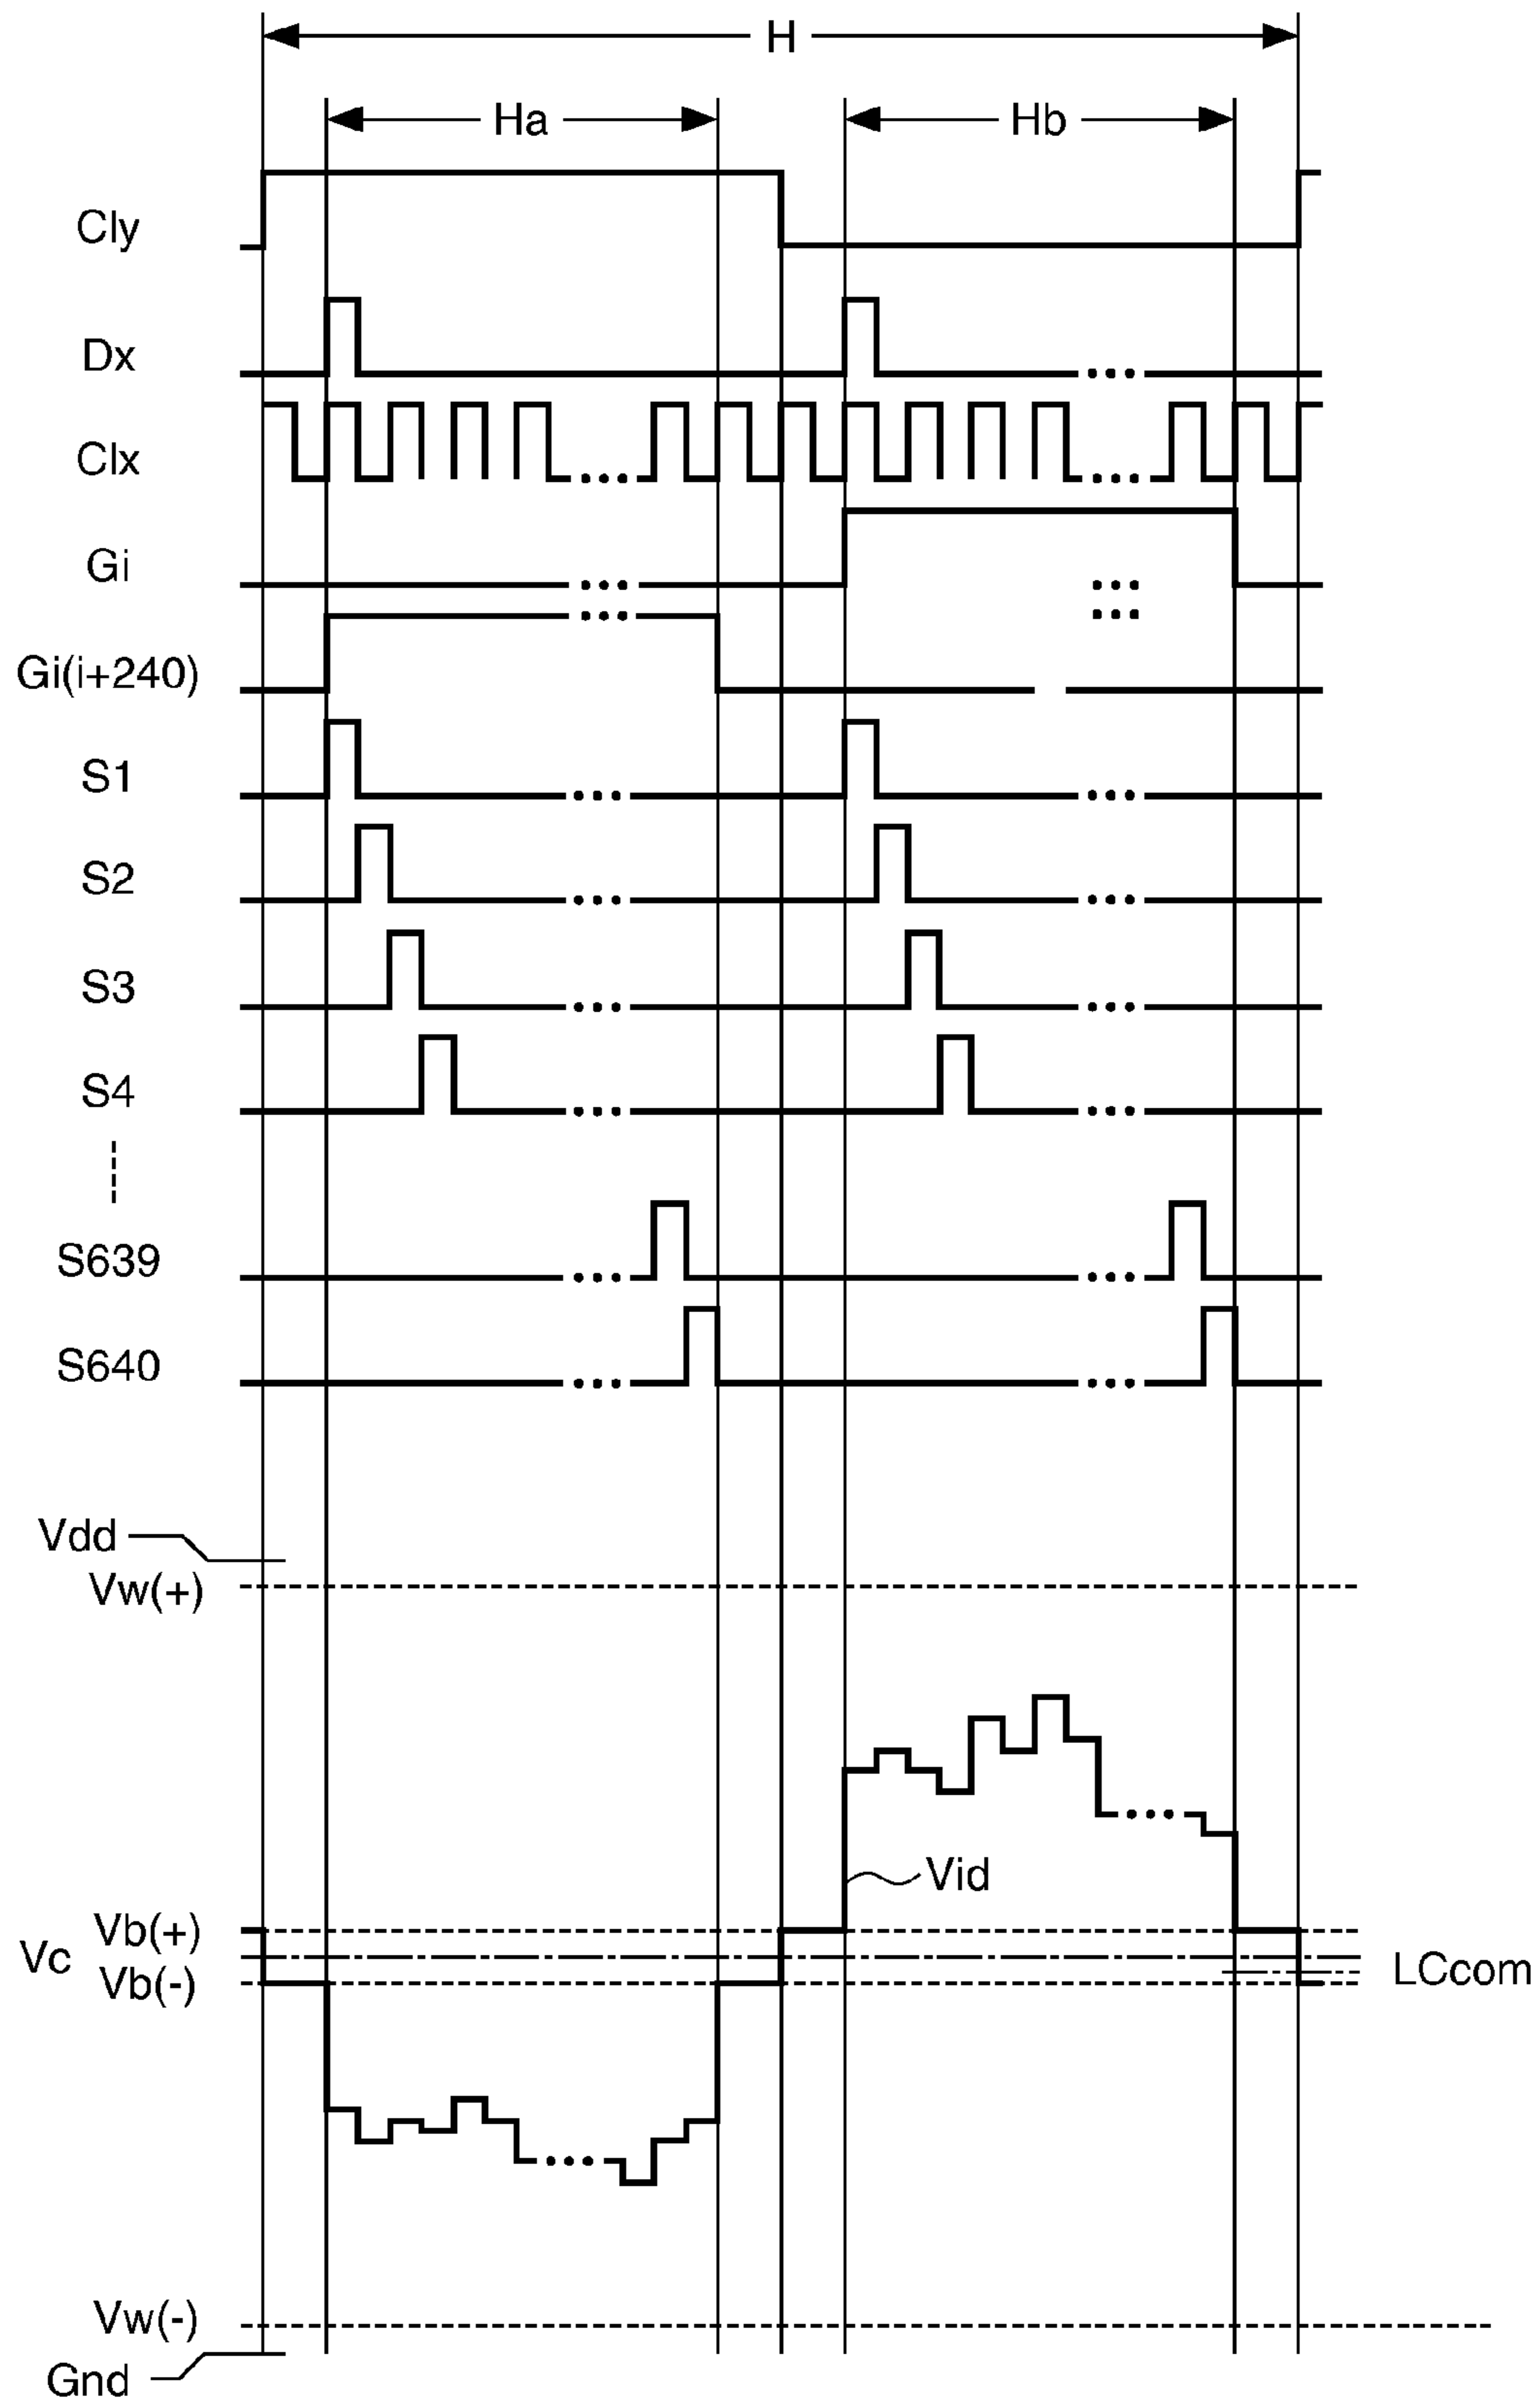 H
Ha
Hb
Cly
Dx
Clx
Gi
Gi(i+240)
S1
S2
S3
S4
S639
S640
Vdd
Vw(+)
Vid
Vb(+)
Vc
Vb(-)
LCcom
Vw(-)
Gnd